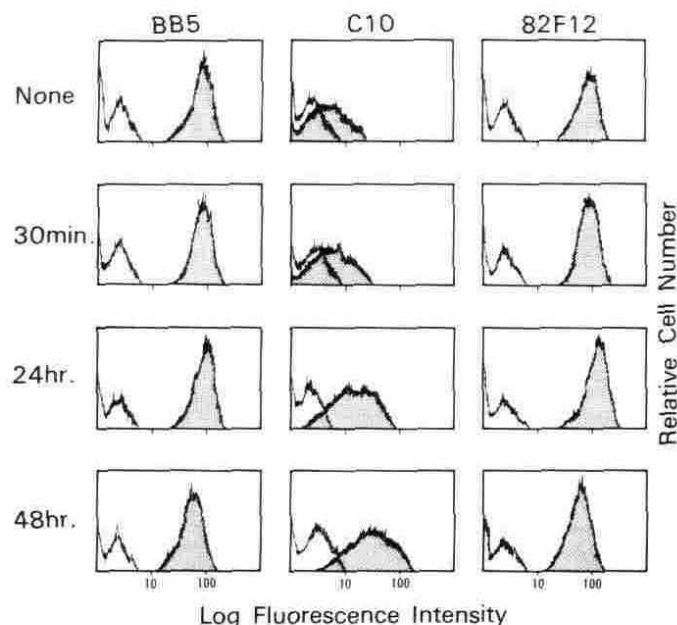 BB5 C10 82F12
None
30min.
24hr.
48hr.
10 100 10 100 10 100
Log Fluorescence Intensity
Relative Cell Number